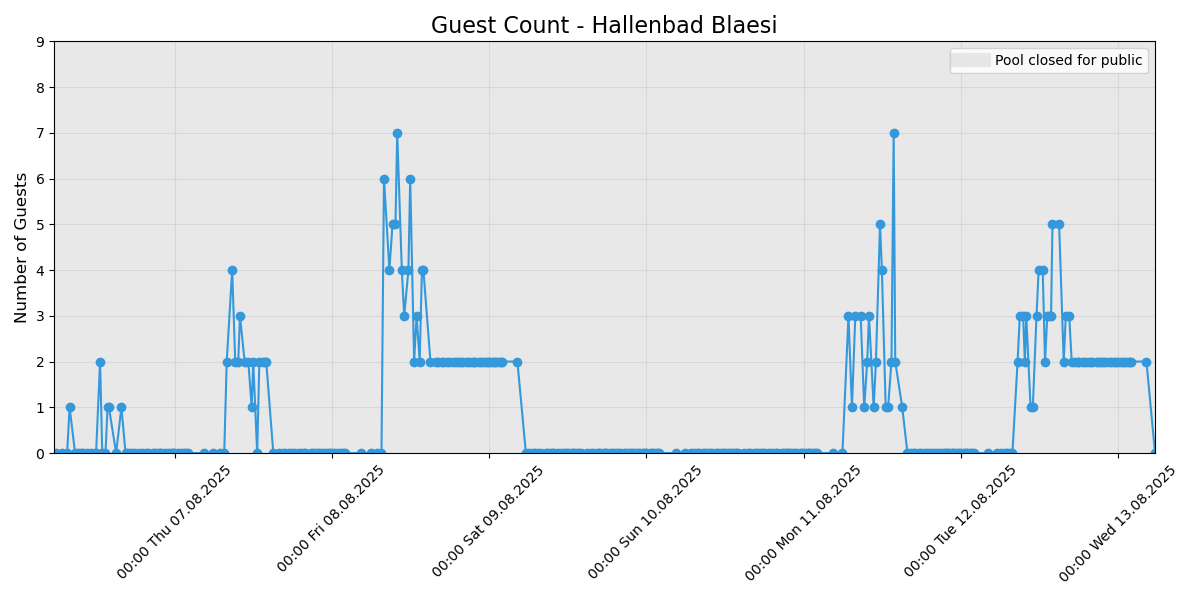 Guest Count - Hallenbad Blaesi
Pool closed for public
Number of Guests
9
8
7
6
5
4
3
2
1
0
00:00 Thu 07.08.2025
00:00 Fri 08.08.2025
00:00 Sat 09.08.2025
00:00 Sun 10.08.2025
00:00 Mon 11.08.2025
00:00 Tue 12.08.2025
00:00 Wed 13.08.2025